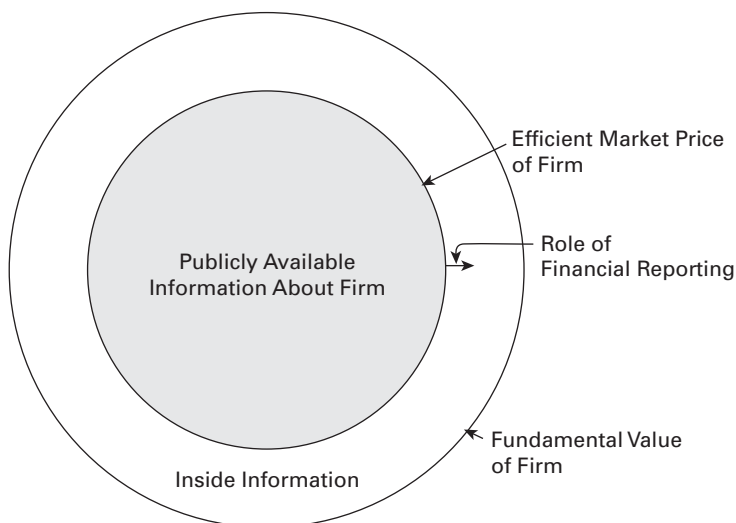 Efficient Market Price
of Firm
Publicly Available
Information About Firm
Role of
Financial Reporting
Fundamental Value
of Firm
Inside Information